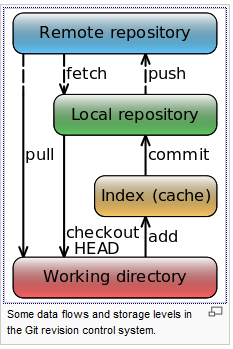 Remote repository
fetch
push
Local repository
pull
commit
Index (cache)
checkout
HEAD
add
Working directory
Some data flows and storage levels in
the Git revision control system.